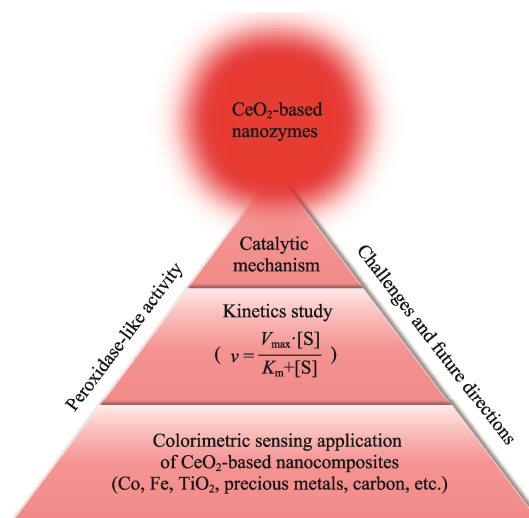 CeO₂-based
nanozymes
Catalytic
mechanism
Peroxidase-like activity
Challenges and future directions
Kinetics study
( v = Vmax·[S] / Km+[S] )
Colorimetric sensing application
of CeO₂-based nanocomposites
(Co, Fe, TiO₂, precious metals, carbon, etc.)